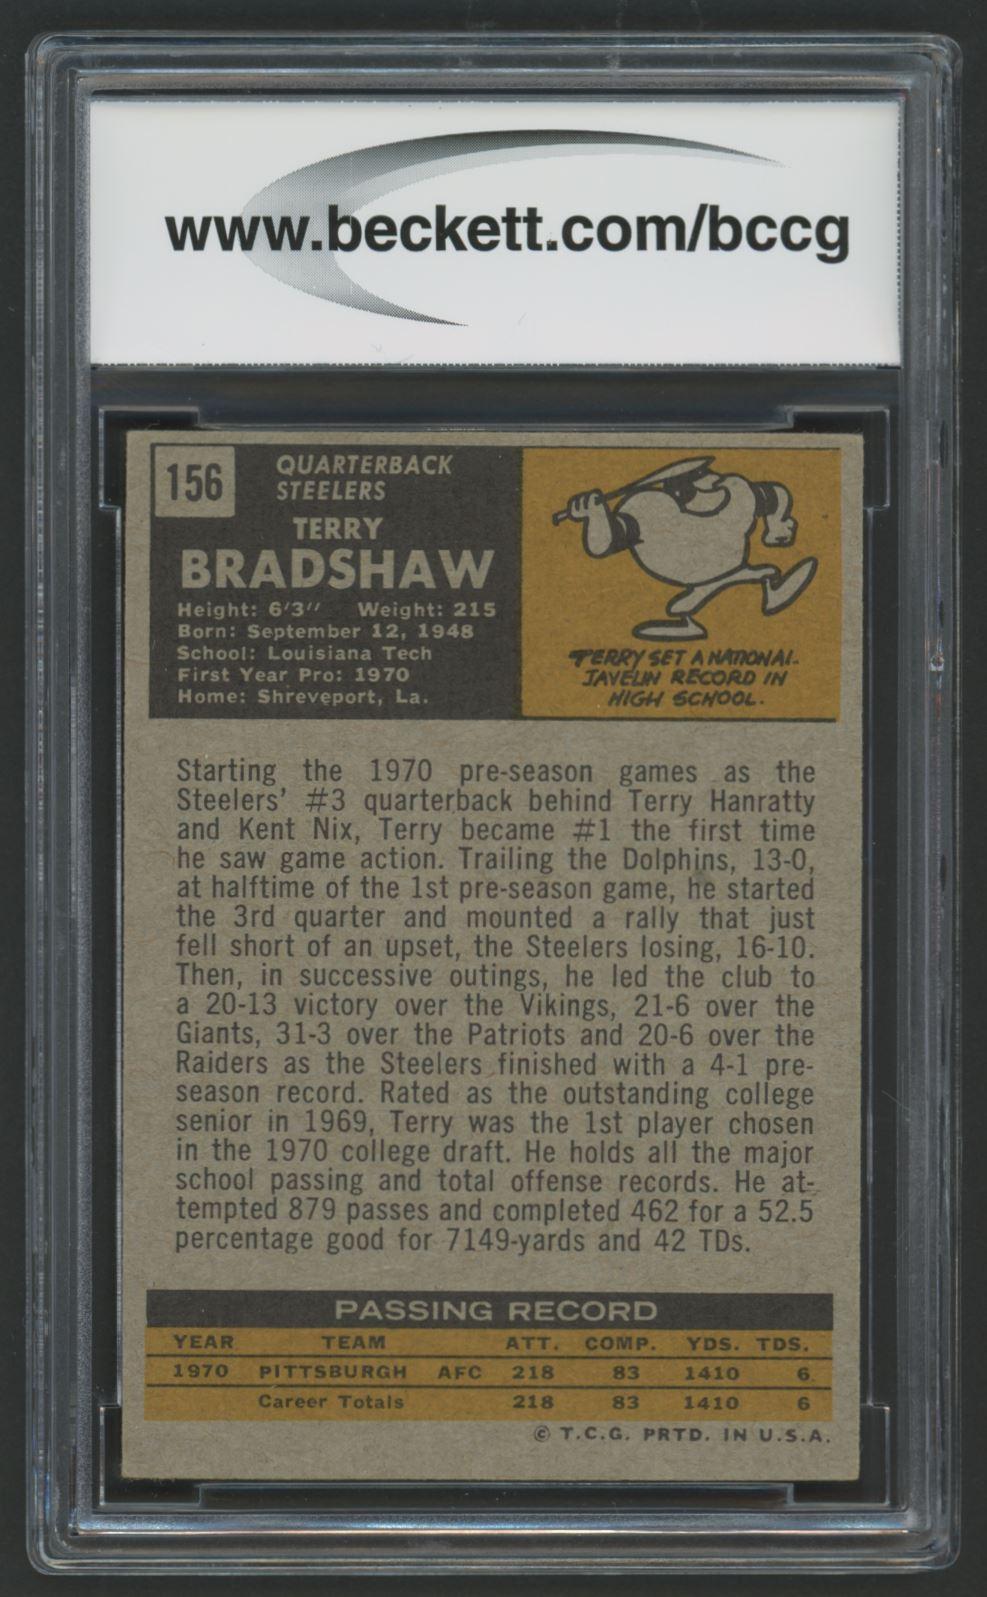 www.beckett.com/bccg
156
QUARTERBACK
STEELERS
TERRY
BRADSHAW
Height: 6'3" Weight: 215
Born: September 12, 1948
School: Louisiana Tech
First Year Pro: 1970
Home: Shreveport, La.
TERRY SET A NATIONAL
JAVELIN RECORD IN
HIGH SCHOOL.
Starting the 1970 pre-season games as the
Steelers' #3 quarterback behind Terry Hanratty
and Kent Nix, Terry became #1 the first time
he saw game action. Trailing the Dolphins, 13-0,
at halftime of the 1st pre-season game, he started
the 3rd quarter and mounted a rally that just
fell short of an upset, the Steelers losing, 16-10.
Then, in successive outings, he led the club to
a 20-13 victory over the Vikings, 21-6 over the
Giants, 31-3 over the Patriots and 20-6 over the
Raiders as the Steelers finished with a 4-1 pre-
season record. Rated as the outstanding college
senior in 1969, Terry was the 1st player chosen
in the 1970 college draft. He holds all the major
school passing and total offense records. He at-
tempted 879 passes and completed 462 for a 52.5
percentage good for 7149-yards and 42 TDs.
PASSING RECORD
YEAR TEAM ATT. COMP. YDS. TDS.
1970 PITTSBURGH AFC 218 83 1410 6
Career Totals 218 83 1410 6
© T.C.G. PRTD. IN U.S.A.